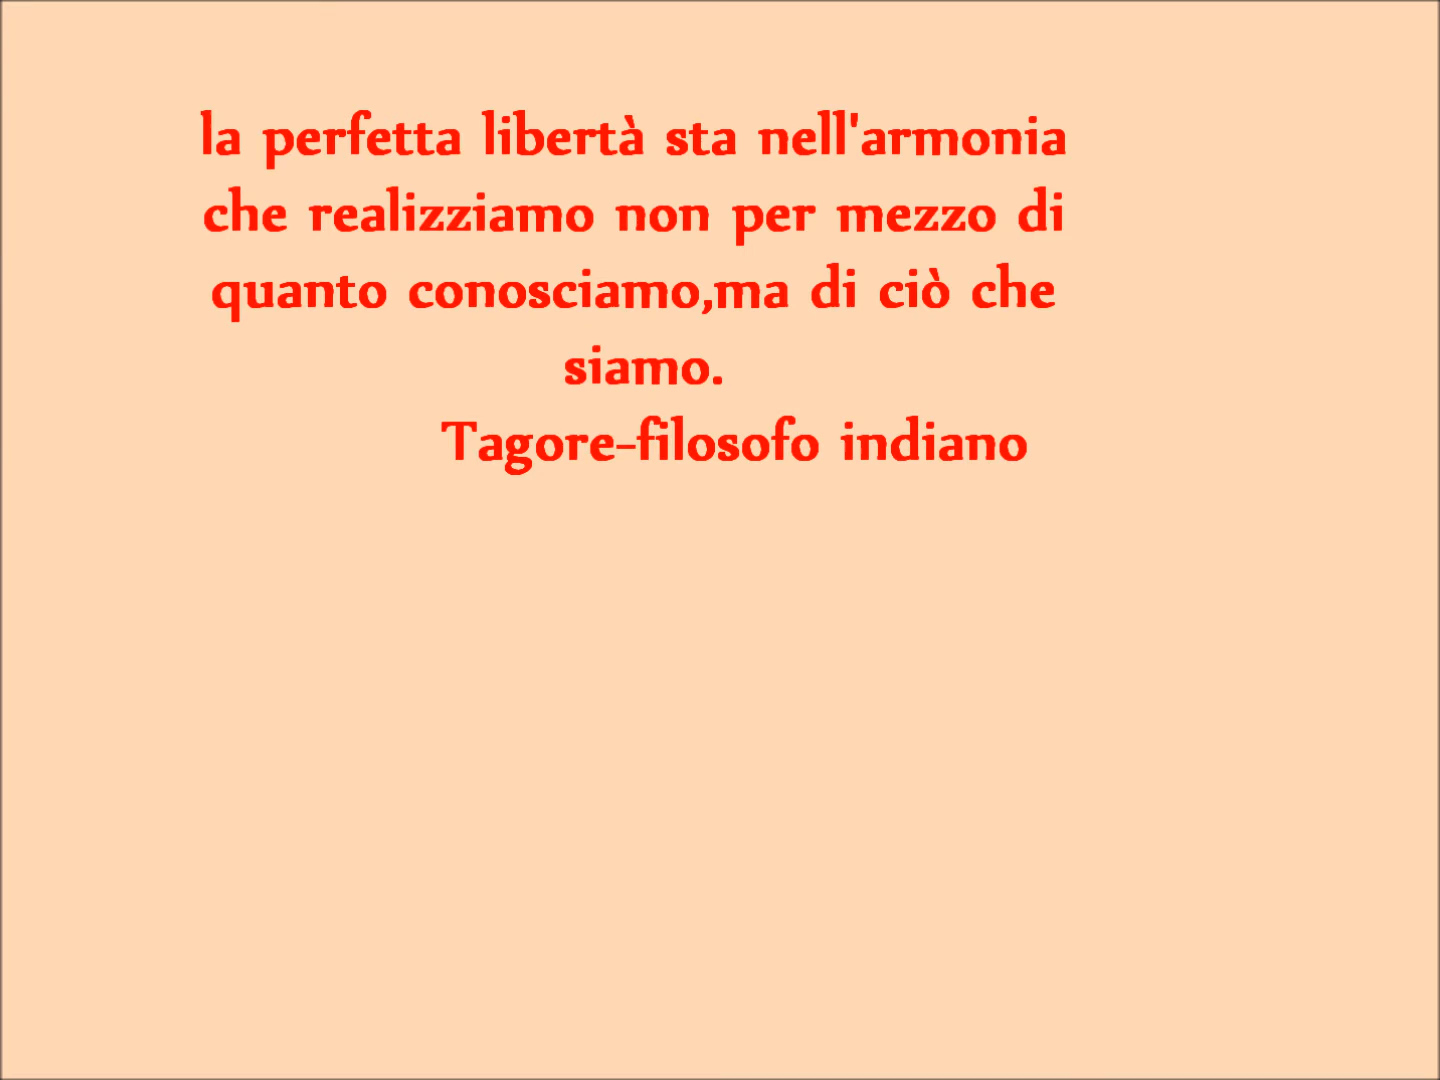 la perfetta libertà sta nell'armonia
che realizziamo non per mezzo di
quanto conosciamo,ma di ciò che
siamo.
Tagore-filosofo indiano